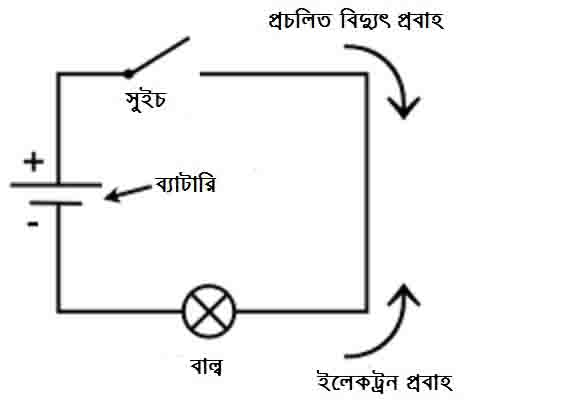 প্রচলিত বিদ্যুৎ প্রবাহ
সুইচ
+
ব্যাটারি
-
বাল্ব
ইলেকট্রন প্রবাহ